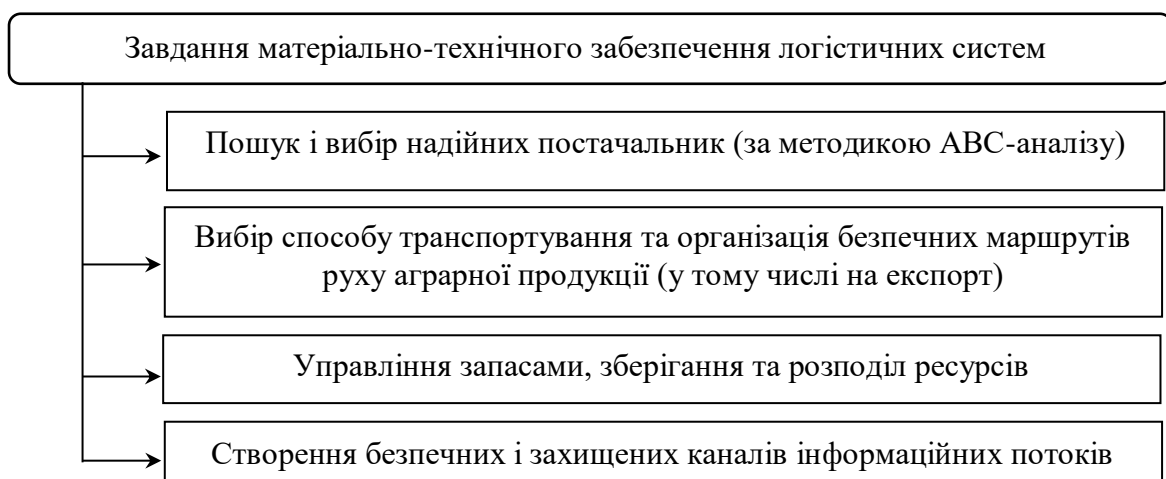 Завдання матеріально-технічного забезпечення логістичних систем
Пошук і вибір надійних постачальник (за методикою АВС-аналізу)
Вибір способу транспортування та організація безпечних маршрутів
руху аграрної продукції (у тому числі на експорт)
Управління запасами, зберігання та розподіл ресурсів
Створення безпечних і захищених каналів інформаційних потоків